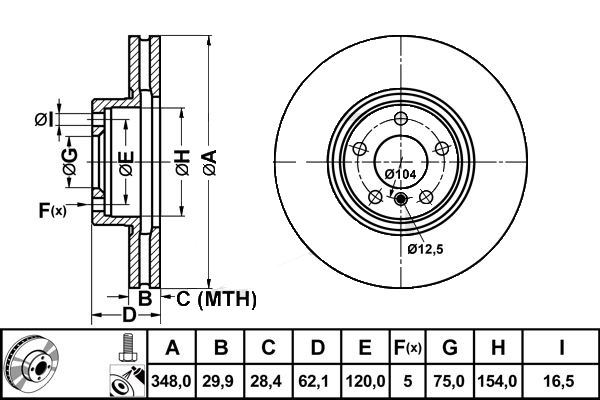 ØI
ØG
ØE
ØH
ØA
F(x)
B
C (MTH)
D
Ø104
Ø12,5
A B C D E F(x) G H I
348,0 29,9 28,4 62,1 120,0 5 75,0 154,0 16,5